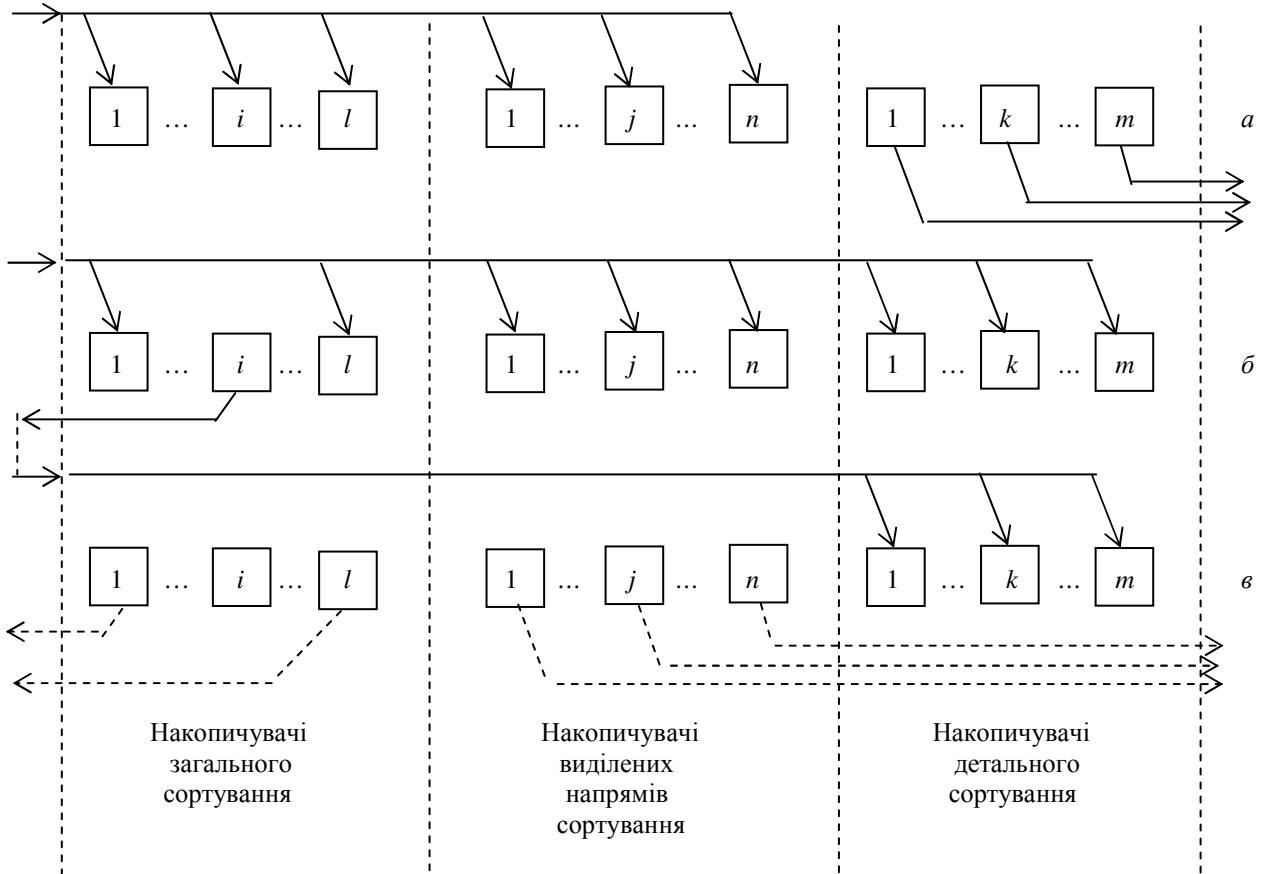 1 … i … l 1 … j … n 1 … k … m а
1 … i … l 1 … j … n 1 … k … m б
1 … i … l 1 … j … n 1 … k … m в
Накопичувачі
загального
сортування
Накопичувачі
виділених
напрямів
сортування
Накопичувачі
детального
сортування